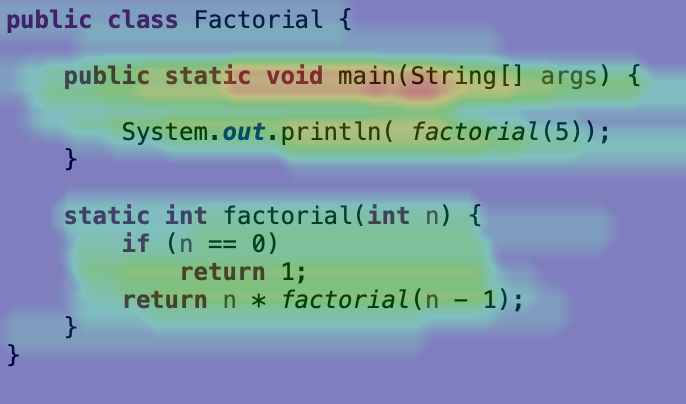 public class Factorial {
public static void main(String[] args) {
System.out.println( factorial(5));
}
static int factorial(int n) {
if (n == 0)
return 1;
return n * factorial(n - 1);
}
}